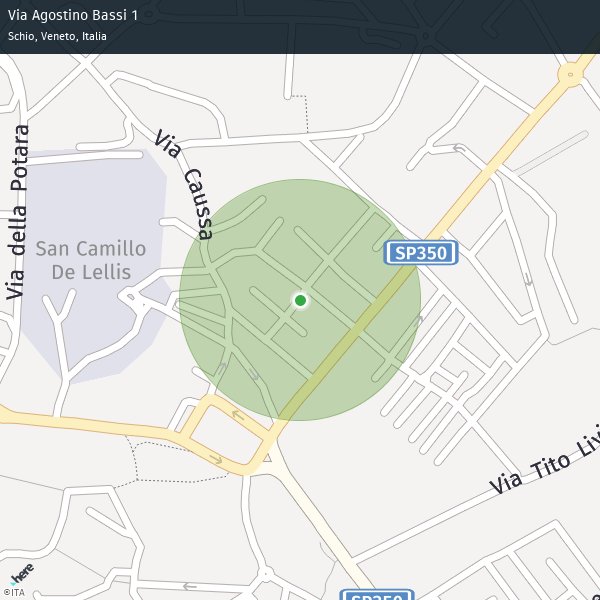 Via Agostino Bassi 1
Schio, Veneto, Italia
Via della Potara
Via Caussa
San Camillo
De Lellis
SP350
Via Tito Livi
SP350
here
©ITA